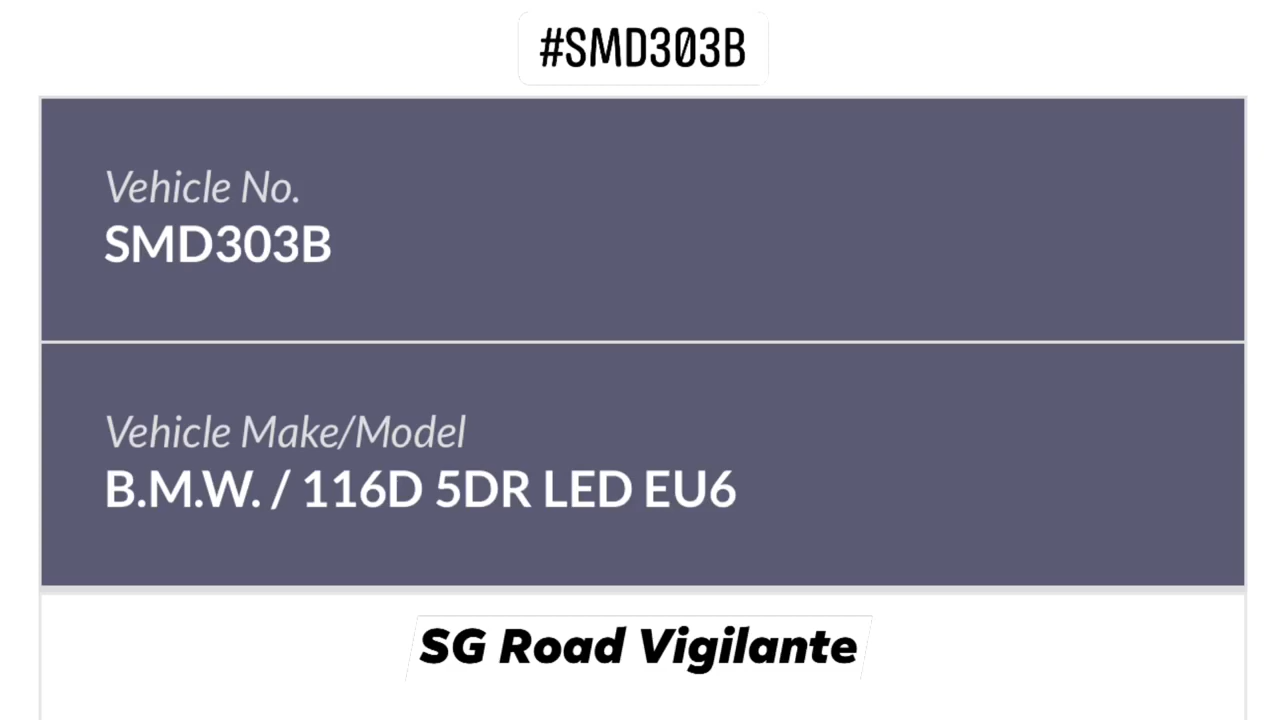 #SMD303B
Vehicle No.
SMD303B
Vehicle Make/Model
B.M.W. / 116D 5DR LED EU6
SG Road Vigilante